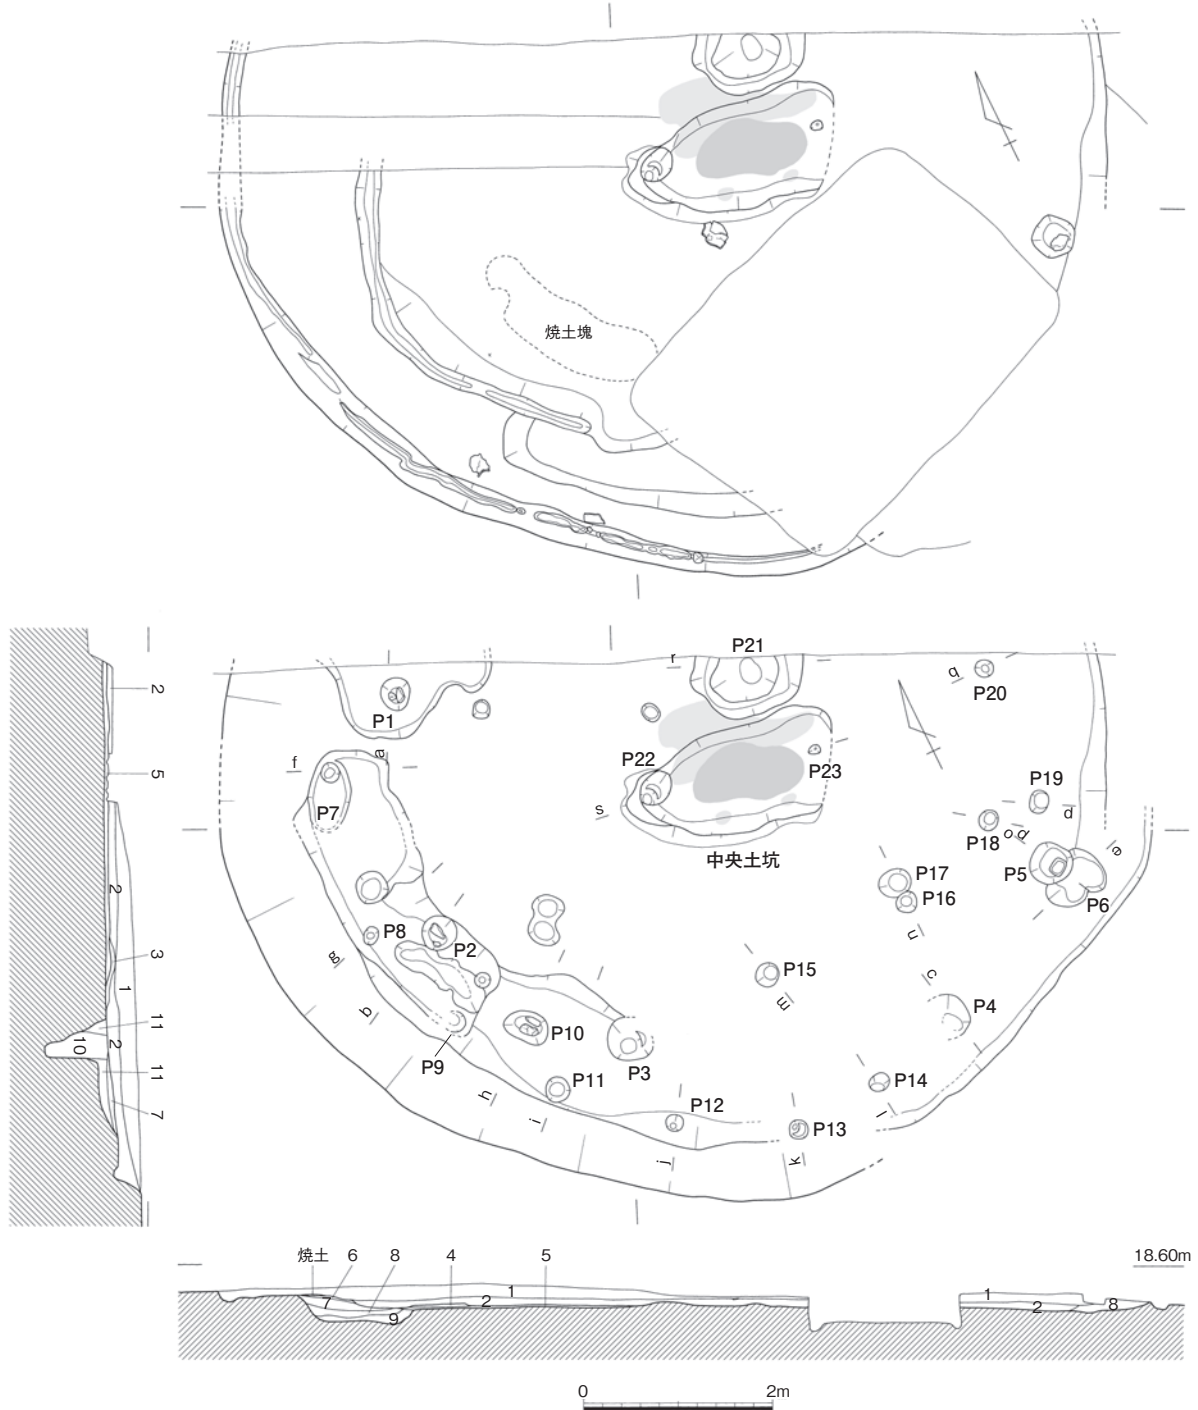 焼土塊
r
P21
q
P20
P1
a
f
P22
P23
P7
s
中央土坑
P19
d
P18
o
p
e
P5
P17
P16
P6
n
P8
P2
g
c
P15
m
P4
b
P10
P9
P3
P11
P14
h
P12
l
i
P13
j
k
2
5
2
3
1
11
10
2
11
7
焼土 6 8 4 5
18.60m
1
7
2
9
1
2
8
0 2m